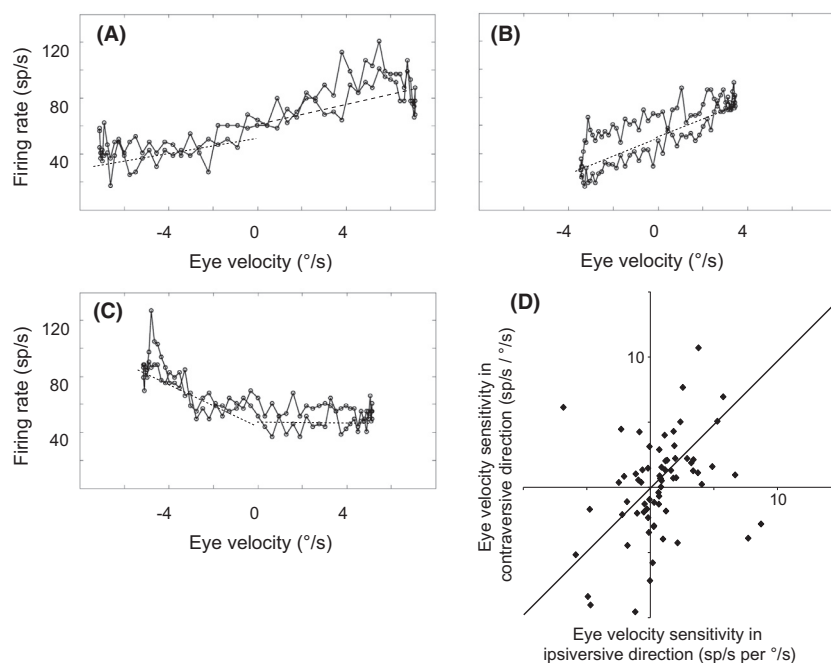 (A)
120
80
40
Firing rate (sp/s)
-4
0
4
Eye velocity (°/s)
(B)
-4
0
4
Eye velocity (°/s)
(C)
120
80
40
Firing rate (sp/s)
-4
0
4
Eye velocity (°/s)
(D)
10
10
Eye velocity sensitivity in
contraversive direction (sp/s / °/s)
Eye velocity sensitivity in
ipsiversive direction (sp/s per °/s)